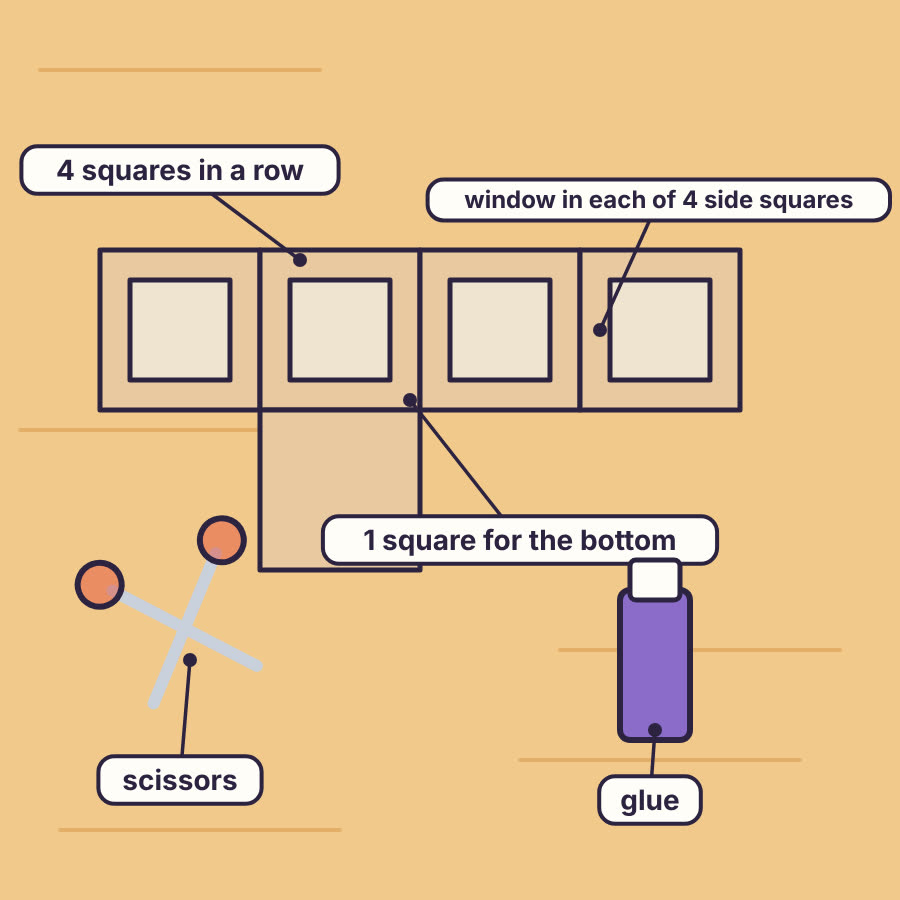 4 squares in a row
window in each of 4 side squares
1 square for the bottom
scissors
glue